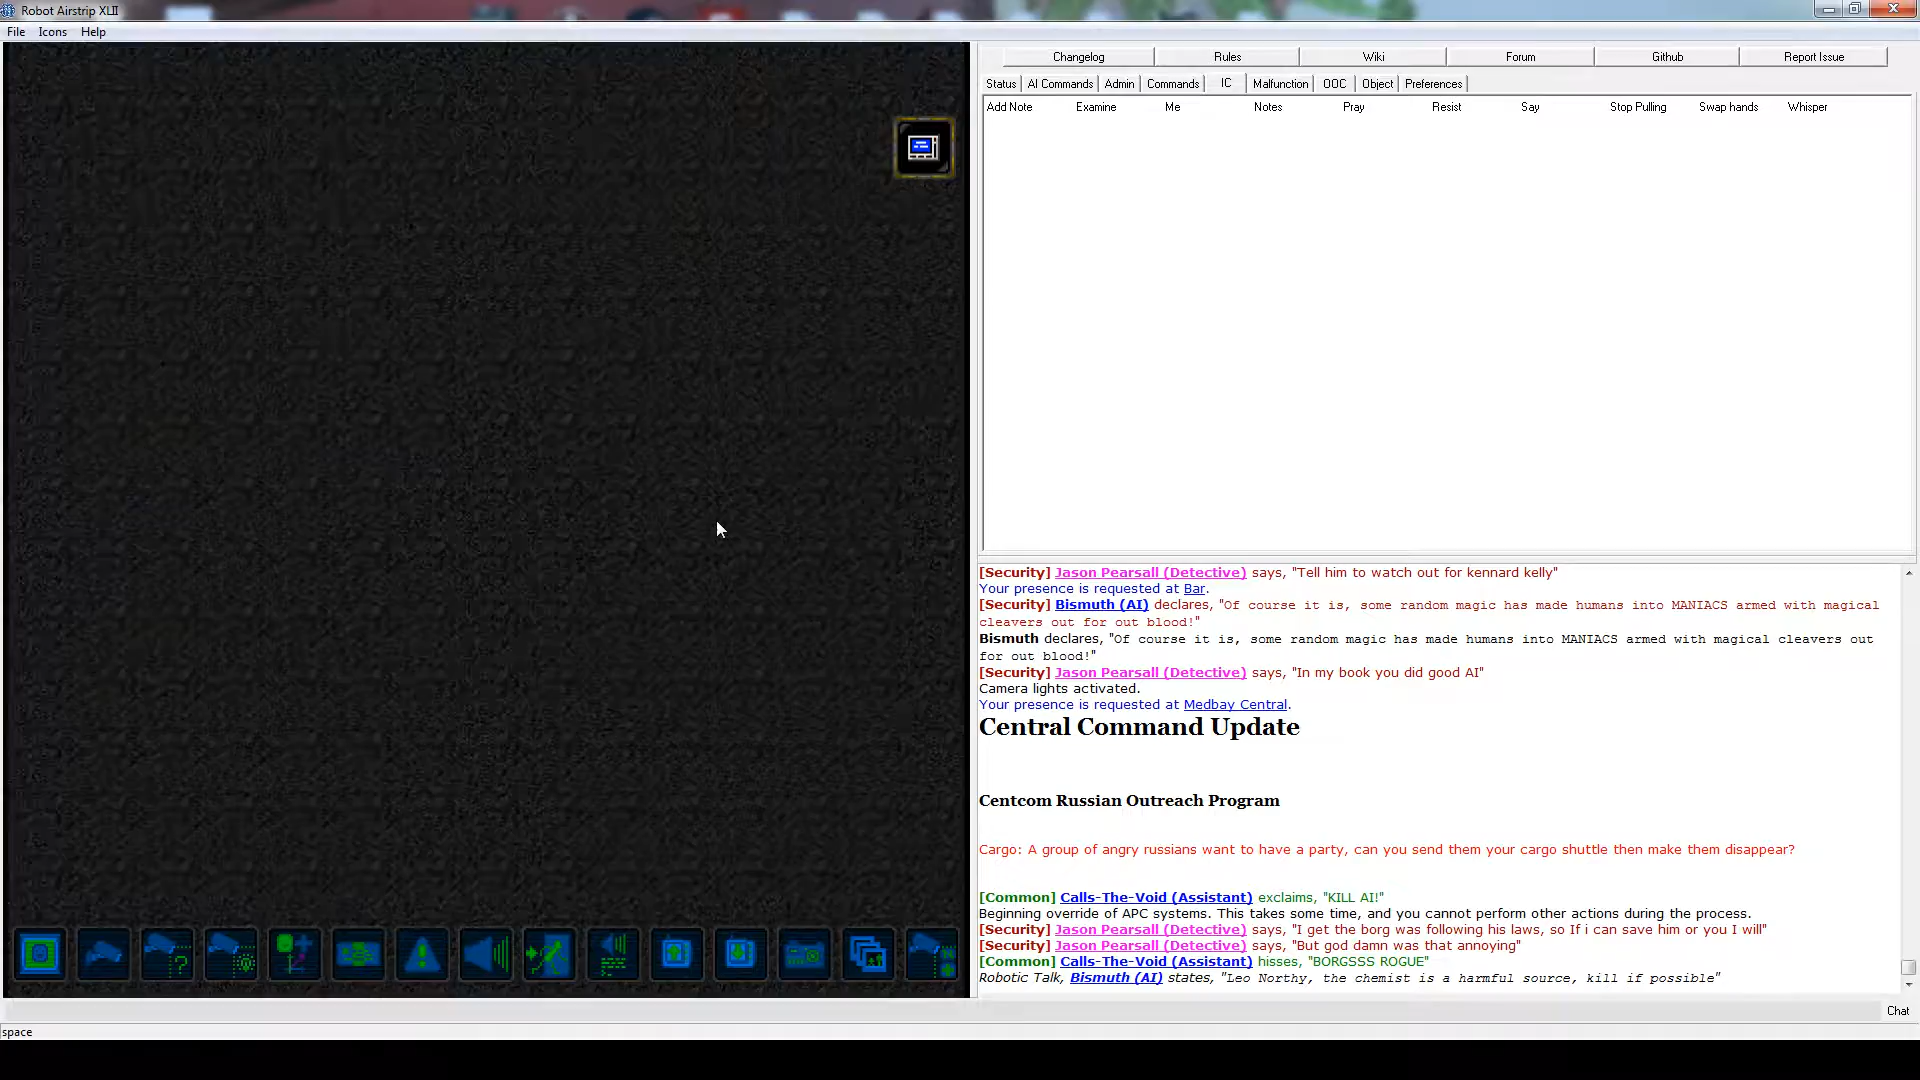 Robot Airstrip XLII
File Icons Help
Changelog Rules Wiki Forum Github Report Issue
Status AI Commands Admin Commands IC Malfunction OOC Object Preferences
Add Note Examine Me Notes Pray Resist Say Stop Pulling Swap hands Whisper
[Security] Jason Pearsall (Detective) says, "Tell him to watch out for kennard kelly"
Your presence is requested at Bar.
[Security] Bismuth (AI) declares, "Of course it is, some random magic has made humans into MANIACS armed with magical
cleavers out for out blood!"
Bismuth declares, "Of course it is, some random magic has made humans into MANIACS armed with magical cleavers out
for out blood!"
[Security] Jason Pearsall (Detective) says, "In my book you did good AI"
Camera lights activated.
Your presence is requested at Medbay Central.
Central Command Update
Centcom Russian Outreach Program
Cargo: A group of angry russians want to have a party, can you send them your cargo shuttle then make them disappear?
[Common] Calls-The-Void (Assistant) exclaims, "KILL AI!"
Beginning override of APC systems. This takes some time, and you cannot perform other actions during the process.
[Security] Jason Pearsall (Detective) says, "I get the borg was following his laws, so If i can save him or you I will"
[Security] Jason Pearsall (Detective) says, "But god damn was that annoying"
[Common] Calls-The-Void (Assistant) hisses, "BORGSSS ROGUE"
Robotic Talk, Bismuth (AI) states, "Leo Northy, the chemist is a harmful source, kill if possible"
Chat
space